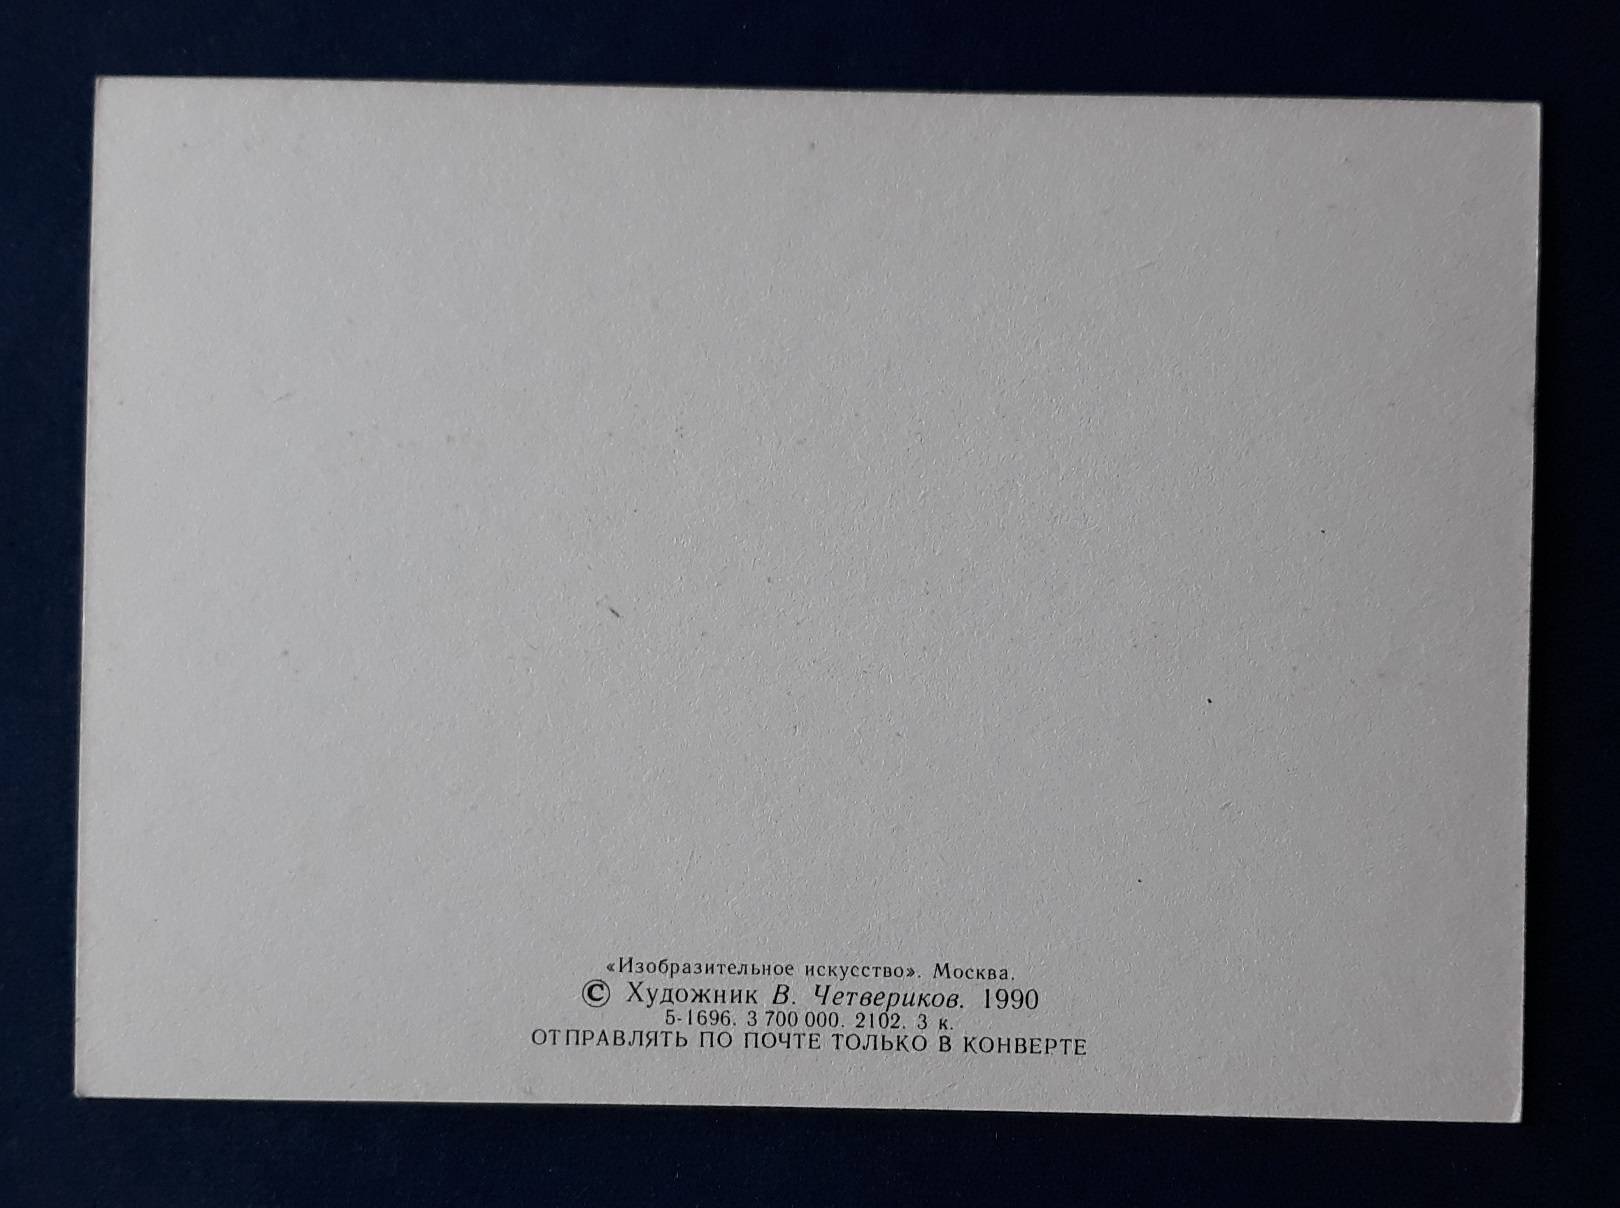 «Изобразительное искусство». Москва.
© Художник В. Четвериков. 1990
5-1696. 3 700 000. 2102. 3 к.
ОТПРАВЛЯТЬ ПО ПОЧТЕ ТОЛЬКО В КОНВЕРТЕ